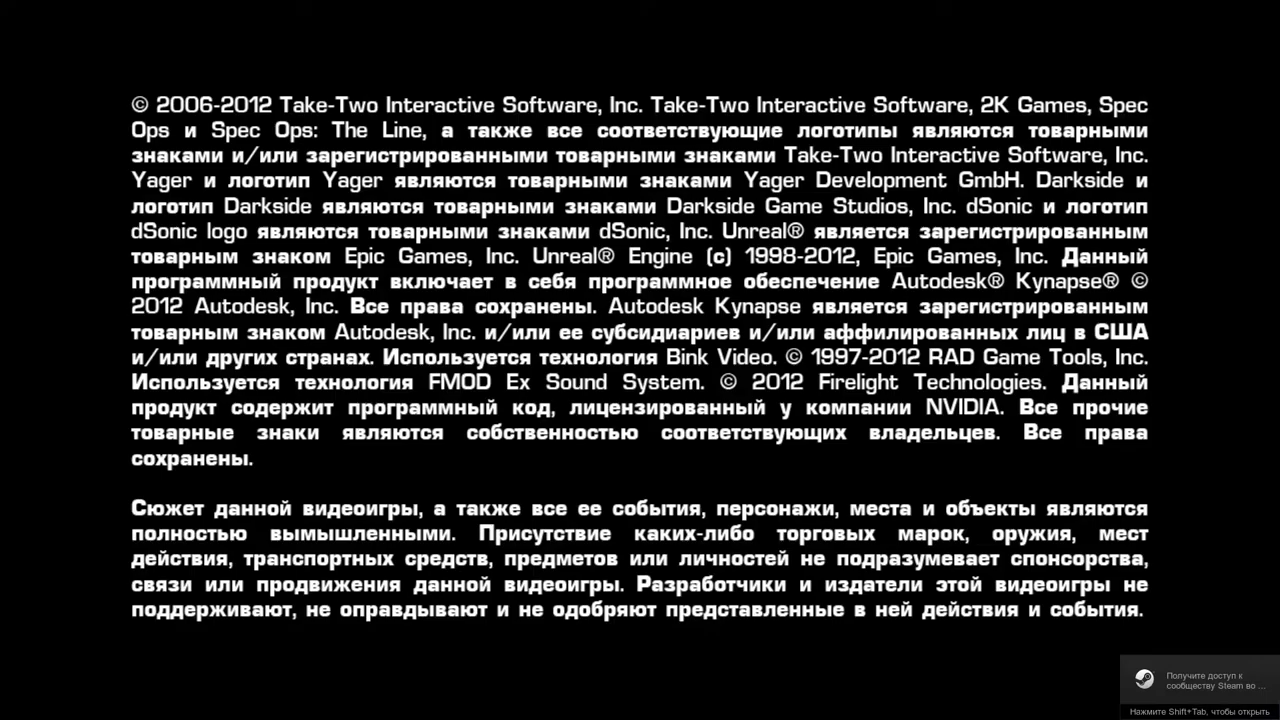 © 2006-2012 Take-Two Interactive Software, Inc. Take-Two Interactive Software, 2K Games, Spec
Ops и Spec Ops: The Line, а также все соответствующие логотипы являются товарными
знаками и/или зарегистрированными товарными знаками Take-Two Interactive Software, Inc.
Yager и логотип Yager являются товарными знаками Yager Development GmbH. Darkside и
логотип Darkside являются товарными знаками Darkside Game Studios, Inc. dSonic и логотип
dSonic logo являются товарными знаками dSonic, Inc. Unreal® является зарегистрированным
товарным знаком Epic Games, Inc. Unreal® Engine (c) 1998-2012, Epic Games, Inc. Данный
программный продукт включает в себя программное обеспечение Autodesk® Kynapse® ©
2012 Autodesk, Inc. Все права сохранены. Autodesk Kynapse является зарегистрированным
товарным знаком Autodesk, Inc. и/или ее субсидиариев и/или аффилированных лиц в США
и/или других странах. Используется технология Bink Video. © 1997-2012 RAD Game Tools, Inc.
Используется технология FMOD Ex Sound System. © 2012 Firelight Technologies. Данный
продукт содержит программный код, лицензированный у компании NVIDIA. Все прочие
товарные знаки являются собственностью соответствующих владельцев. Все права
сохранены.
Сюжет данной видеоигры, а также все ее события, персонажи, места и объекты являются
полностью вымышленными. Присутствие каких-либо торговых марок, оружия, мест
действия, транспортных средств, предметов или личностей не подразумевает спонсорства,
связи или продвижения данной видеоигры. Разработчики и издатели этой видеоигры не
поддерживают, не оправдывают и не одобряют представленные в ней действия и события.
Получите доступ к
сообществу Steam во ...
Нажмите Shift+Tab, чтобы открыть